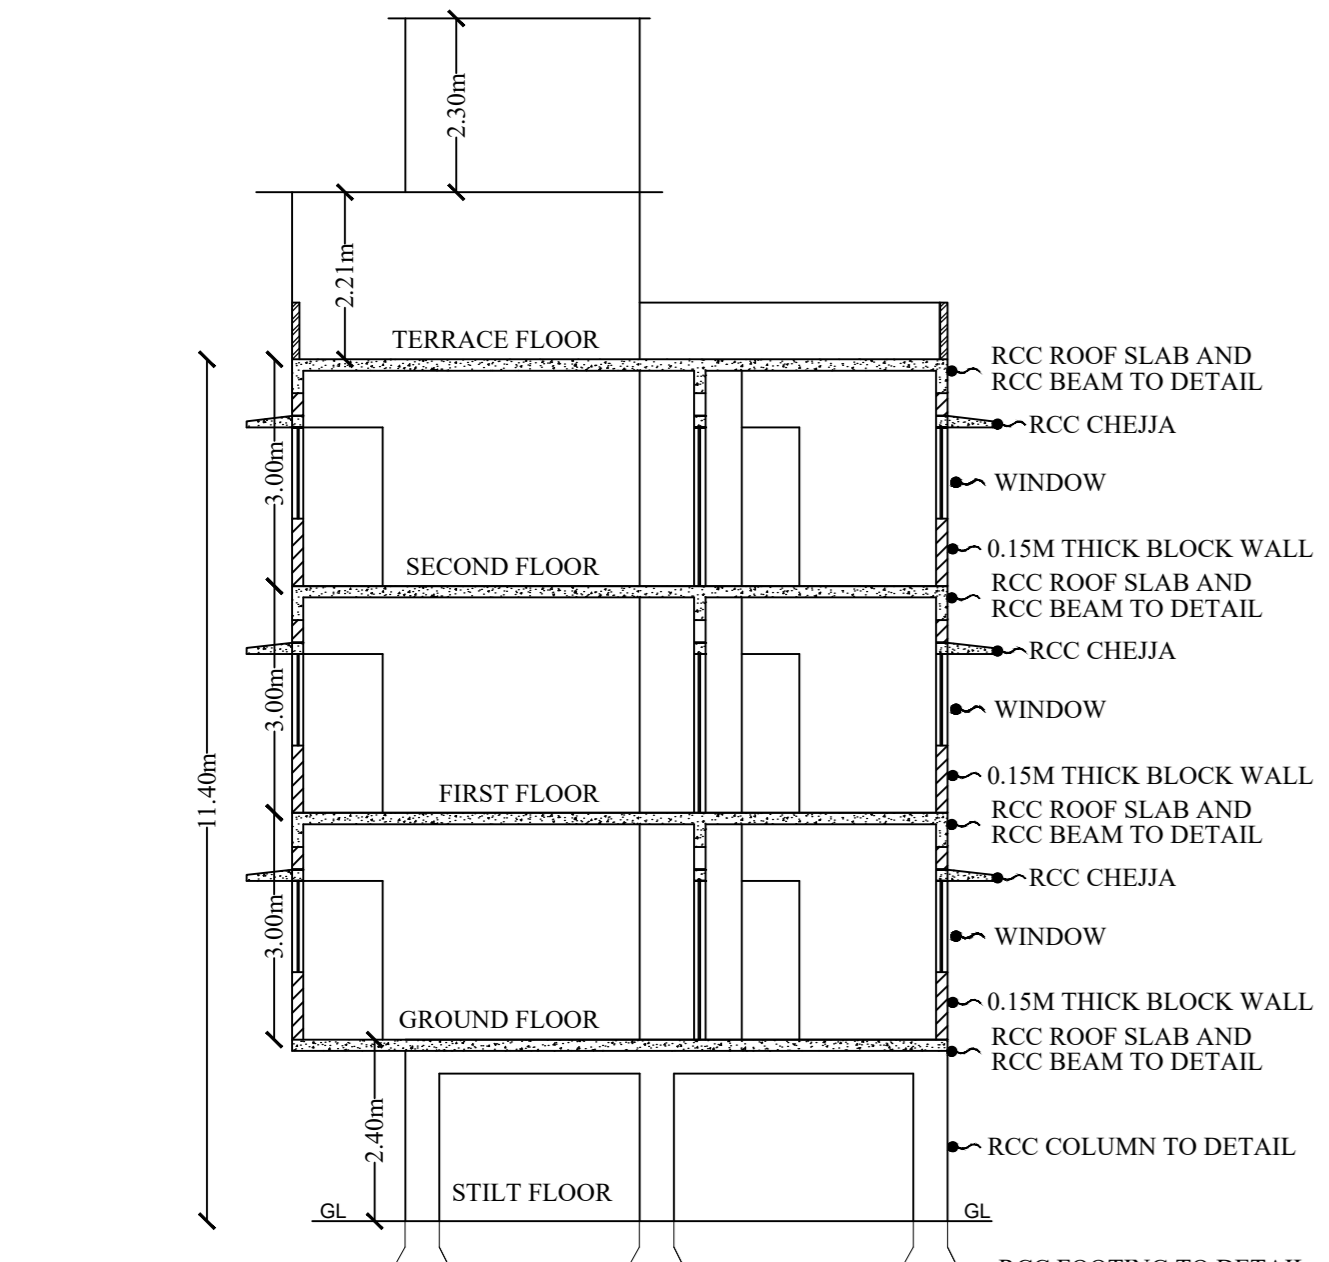 2.30m
2.21m
TERRACE FLOOR
RCC ROOF SLAB AND
RCC BEAM TO DETAIL
RCC CHEJJA
3.00m
WINDOW
0.15M THICK BLOCK WALL
SECOND FLOOR
RCC ROOF SLAB AND
RCC BEAM TO DETAIL
RCC CHEJJA
3.00m
WINDOW
0.15M THICK BLOCK WALL
11.40m
FIRST FLOOR
RCC ROOF SLAB AND
RCC BEAM TO DETAIL
RCC CHEJJA
3.00m
WINDOW
0.15M THICK BLOCK WALL
GROUND FLOOR
RCC ROOF SLAB AND
RCC BEAM TO DETAIL
2.40m
RCC COLUMN TO DETAIL
STILT FLOOR
GL
GL
RCC FOOTING TO DETAIL